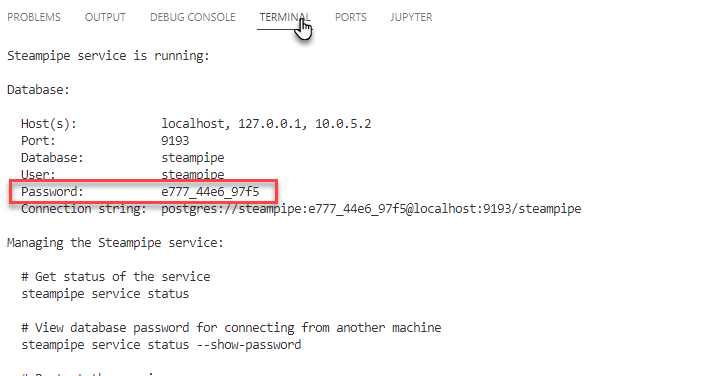 PROBLEMS OUTPUT DEBUG CONSOLE TERMINAL PORTS JUPYTER
Steampipe service is running:
Database:
Host(s): localhost, 127.0.0.1, 10.0.5.2
Port: 9193
Database: steampipe
User: steampipe
Password: e777_44e6_97f5
Connection string: postgres://steampipe:e777_44e6_97f5@localhost:9193/steampipe
Managing the Steampipe service:
# Get status of the service
steampipe service status
# View database password for connecting from another machine
steampipe service status --show-password